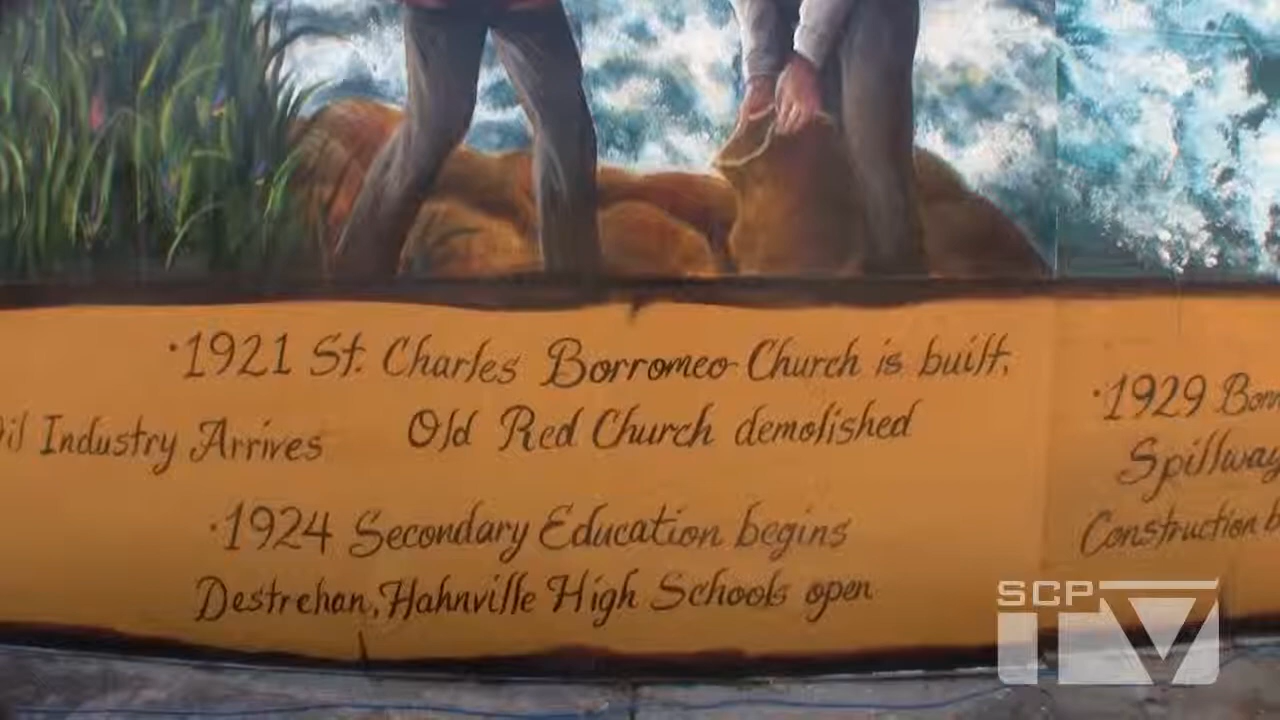 ·1921 St. Charles Borromeo Church is built,
Old Red Church demolished
Industry Arrives
·1924 Secondary Education begins
Destrehan, Hahnville High Schools open
·1929
Spillway
Construction
SCP
TV